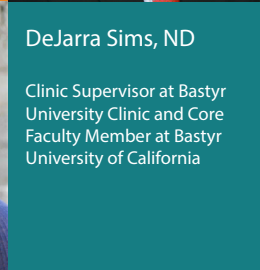 DeJarra Sims, ND
Clinic Supervisor at Bastyr
University Clinic and Core
Faculty Member at Bastyr
University of California